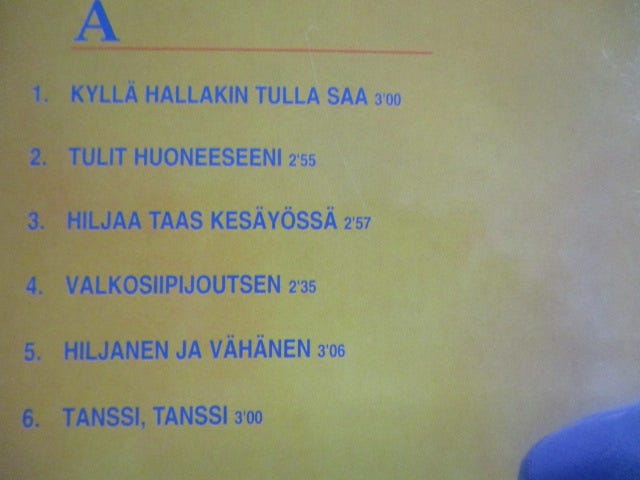 A
1. KYLLÄ HALLAKIN TULLA SAA 3'00
2. TULIT HUONEESEENI 2'55
3. HILJAA TAAS KESÄYÖSSÄ 2'57
4. VALKOSIIPIJOUTSEN 2'35
5. HILJANEN JA VÄHÄNEN 3'06
6. TANSSI, TANSSI 3'00